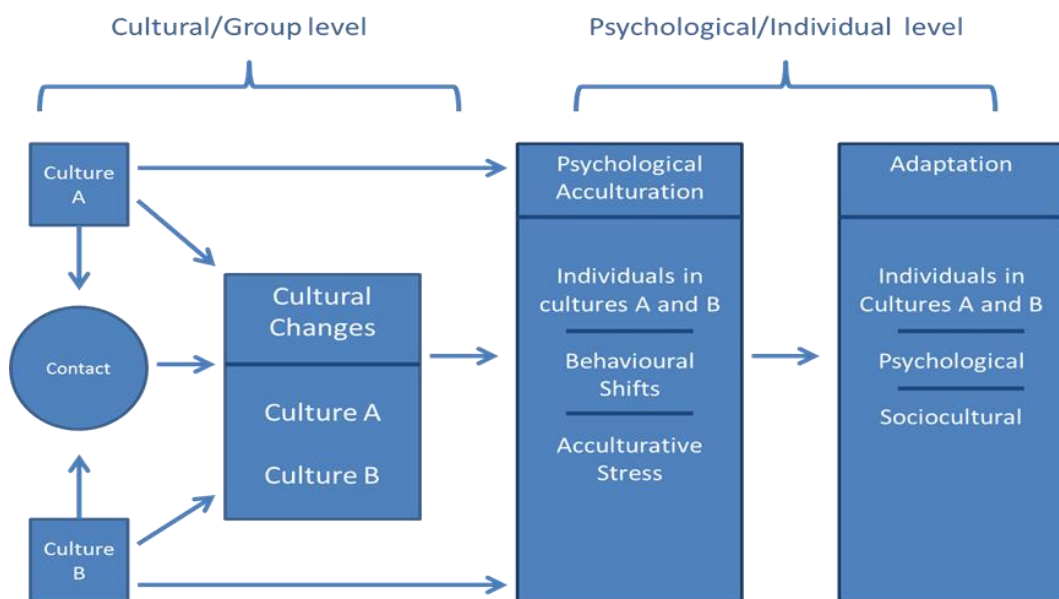 Cultural/Group level
Psychological/Individual level
Culture
A
Contact
Culture
B
Cultural
Changes
Culture A
Culture B
Psychological
Acculturation
Individuals in
cultures A and B
Behavioural
Shifts
Acculturative
Stress
Adaptation
Individuals in
Cultures A and B
Psychological
Sociocultural